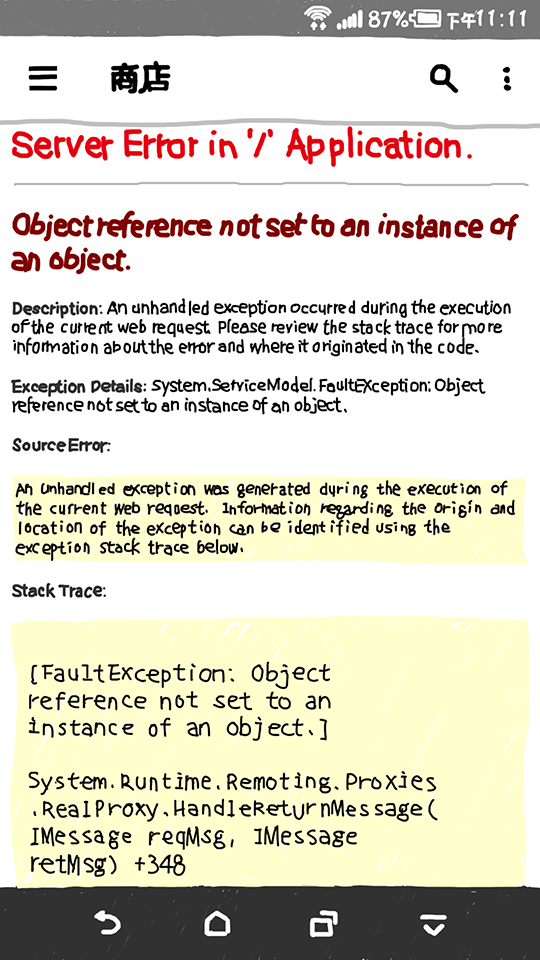 87% 下午11:11
商店
Server Error in '/' Application.
Object reference not set to an instance of
an object.
Description: An unhandled exception occurred during the execution
of the current web request. Please review the stack trace for more
information about the error and where it originated in the code.
Exception Details: System.ServiceModel.FaultException: Object
reference not set to an instance of an object.
Source Error:
An unhandled exception was generated during the execution of
the current web request. Information regarding the origin and
location of the exception can be identified using the
exception stack trace below.
Stack Trace:
[FaultException: Object
reference not set to an
instance of an object.]
System.Runtime.Remoting.Proxies
.RealProxy.HandleReturnMessage(
IMessage reqMsg, IMessage
retMsg) +348